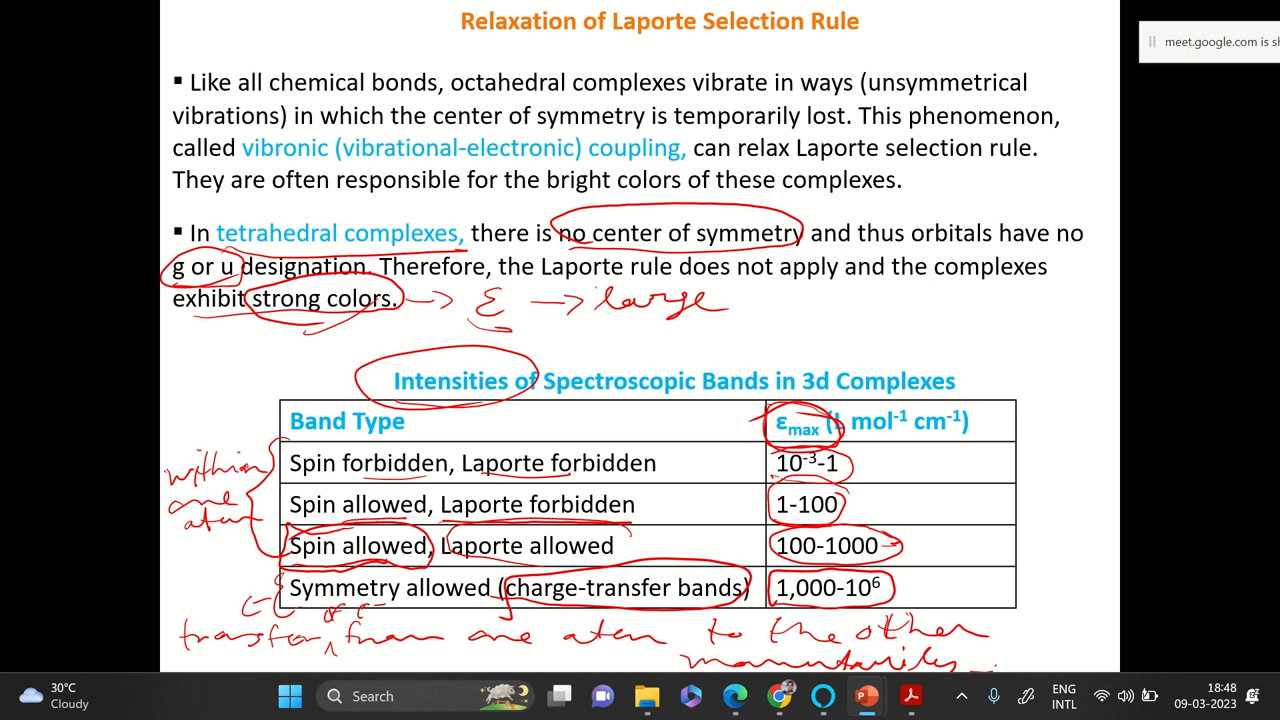 Relaxation of Laporte Selection Rule
meet.google.com is sh
▪ Like all chemical bonds, octahedral complexes vibrate in ways (unsymmetrical
vibrations) in which the center of symmetry is temporarily lost. This phenomenon,
called vibronic (vibrational-electronic) coupling, can relax Laporte selection rule.
They are often responsible for the bright colors of these complexes.
▪ In tetrahedral complexes, there is no center of symmetry and thus orbitals have no
g or u designation. Therefore, the Laporte rule does not apply and the complexes
exhibit strong colors. → ε → large
Intensities of Spectroscopic Bands in 3d Complexes
Band Type εmax (L mol⁻¹ cm⁻¹)
Spin forbidden, Laporte forbidden 10⁻³-1
Spin allowed, Laporte forbidden 1-100
Spin allowed, Laporte allowed 100-1000
Symmetry allowed (charge-transfer bands) 1,000-10⁶
within
one
atom
of e⁻
transfer from one atom to the other
30°C
Cloudy
Search
ENG
INTL
18:48
09-03-2023